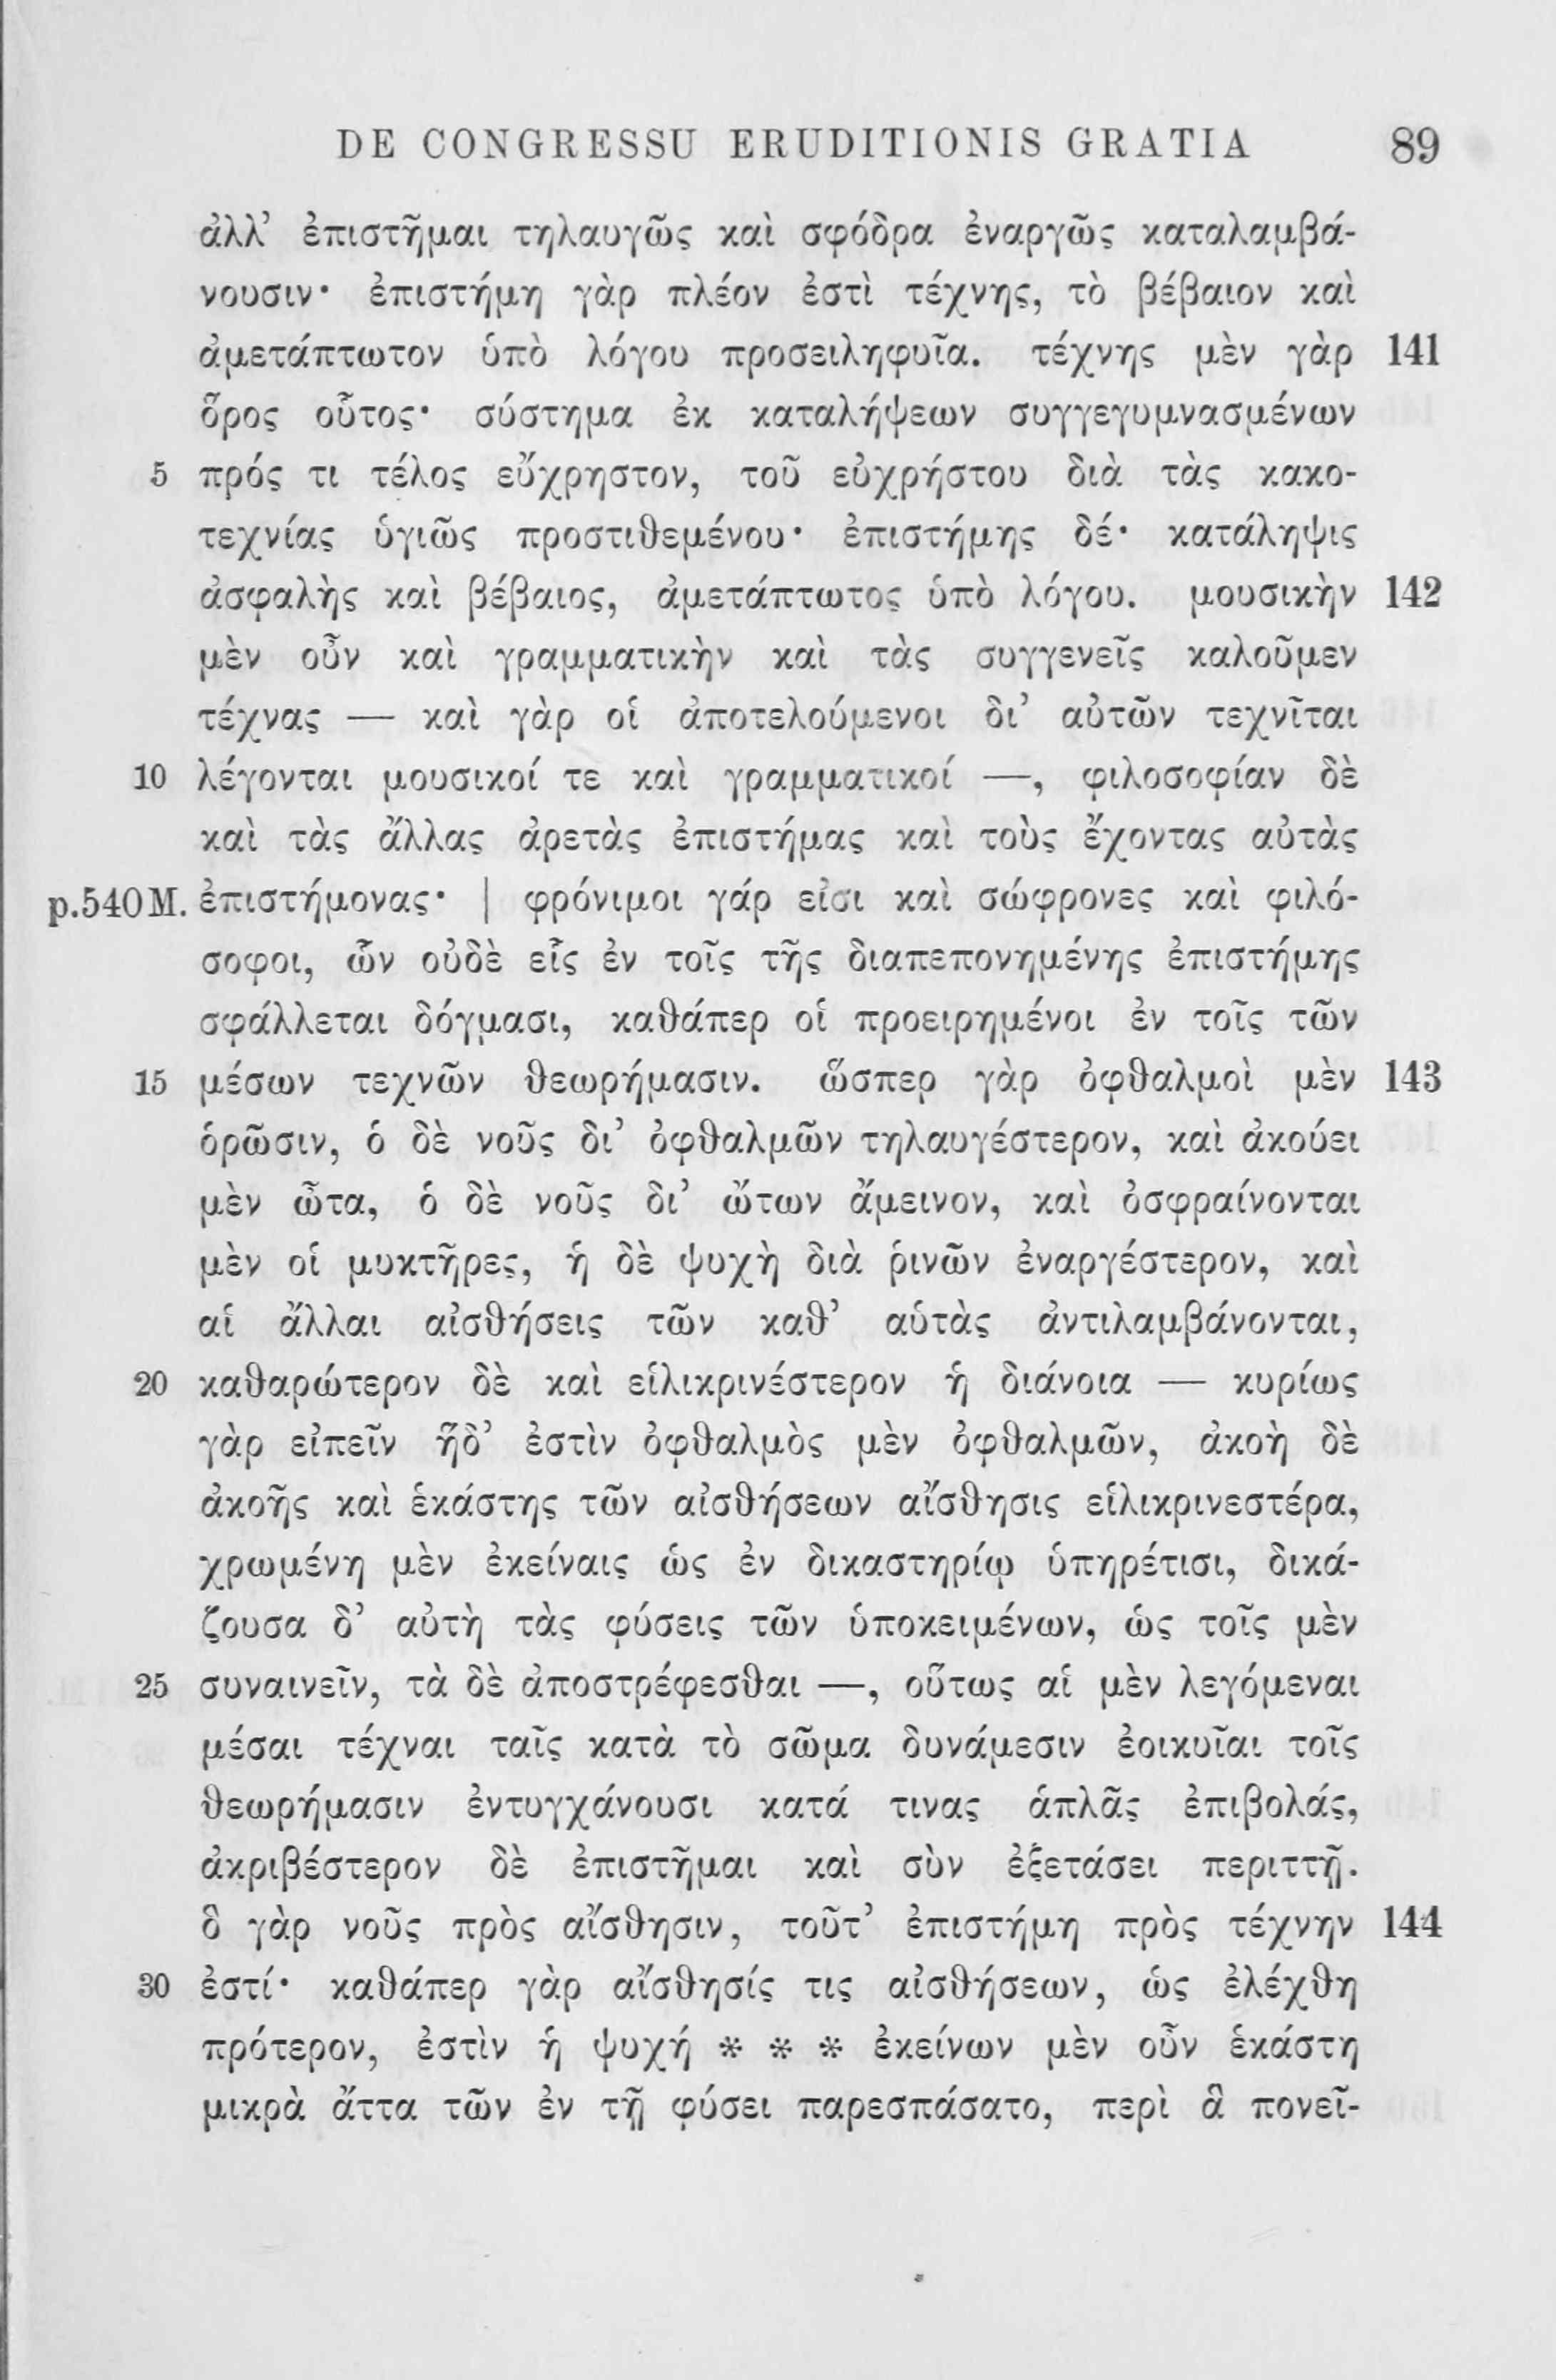 DE CONGRESSU ERUDITIONIS GRATIA 89
ἀλλ’ ἐπιστῆμαι τηλαυγῶς καὶ σφόδρα ἐναργῶς καταλαμβά-
νουσιν· ἐπιστήμη γὰρ πλέον ἐστὶ τέχνης, τὸ βέβαιον καὶ
ἀμετάπτωτον ὑπὸ λόγου προσειληφυῖα. τέχνης μὲν γὰρ 141
ὅρος οὗτος· σύστημα ἐκ καταλήψεων συγγεγυμνασμένων
5 πρός τι τέλος εὔχρηστον, τοῦ εὐχρήστου διὰ τὰς κακο-
τεχνίας ὑγιῶς προστιθεμένου· ἐπιστήμης δέ· κατάληψις
ἀσφαλὴς καὶ βέβαιος, ἀμετάπτωτος ὑπὸ λόγου. μουσικὴν 142
μὲν οὖν καὶ γραμματικὴν καὶ τὰς συγγενεῖς καλοῦμεν
τέχνας — καὶ γὰρ οἱ ἀποτελούμενοι δι’ αὐτῶν τεχνῖται
10 λέγονται μουσικοί τε καὶ γραμματικοί —, φιλοσοφίαν δὲ
καὶ τὰς ἄλλας ἀρετὰς ἐπιστήμας καὶ τοὺς ἔχοντας αὐτὰς
p.540M. ἐπιστήμονας· | φρόνιμοι γάρ εἰσι καὶ σώφρονες καὶ φιλό-
σοφοι, ὧν οὐδὲ εἷς ἐν τοῖς τῆς διαπεπονημένης ἐπιστήμης
σφάλλεται δόγμασι, καθάπερ οἱ προειρημένοι ἐν τοῖς τῶν
15 μέσων τεχνῶν θεωρήμασιν. ὥσπερ γὰρ ὀφθαλμοὶ μὲν 143
ὁρῶσιν, ὁ δὲ νοῦς δι’ ὀφθαλμῶν τηλαυγέστερον, καὶ ἀκούει
μὲν ὦτα, ὁ δὲ νοῦς δι’ ὤτων ἄμεινον, καὶ ὀσφραίνονται
μὲν οἱ μυκτῆρες, ἡ δὲ ψυχὴ διὰ ῥινῶν ἐναργέστερον, καὶ
αἱ ἄλλαι αἰσθήσεις τῶν καθ’ αὑτὰς ἀντιλαμβάνονται,
20 καθαρώτερον δὲ καὶ εἱλικρινέστερον ἡ διάνοια — κυρίως
γὰρ εἰπεῖν ἥδ’ ἐστὶν ὀφθαλμὸς μὲν ὀφθαλμῶν, ἀκοὴ δὲ
ἀκοῆς καὶ ἑκάστης τῶν αἰσθήσεων αἴσθησις εἱλικρινεστέρα,
χρωμένη μὲν ἐκείναις ὡς ἐν δικαστηρίῳ ὑπηρέτισι, δικά-
ζουσα δ’ αὐτὴ τὰς φύσεις τῶν ὑποκειμένων, ὡς τοῖς μὲν
25 συναινεῖν, τὰ δὲ ἀποστρέφεσθαι —, οὕτως αἱ μὲν λεγόμεναι
μέσαι τέχναι ταῖς κατὰ τὸ σῶμα δυνάμεσιν ἐοικυῖαι τοῖς
θεωρήμασιν ἐντυγχάνουσι κατά τινας ἁπλᾶς ἐπιβολάς,
ἀκριβέστερον δὲ ἐπιστῆμαι καὶ σὺν ἐξετάσει περιττῇ.
ὃ γὰρ νοῦς πρὸς αἴσθησιν, τοῦτ’ ἐπιστήμη πρὸς τέχνην 144
30 ἐστί· καθάπερ γὰρ αἴσθησίς τις αἰσθήσεων, ὡς ἐλέχθη
πρότερον, ἐστὶν ἡ ψυχή * * * ἐκείνων μὲν οὖν ἑκάστη
μικρὰ ἄττα τῶν ἐν τῇ φύσει παρεσπάσατο, περὶ ἃ πονεῖ-